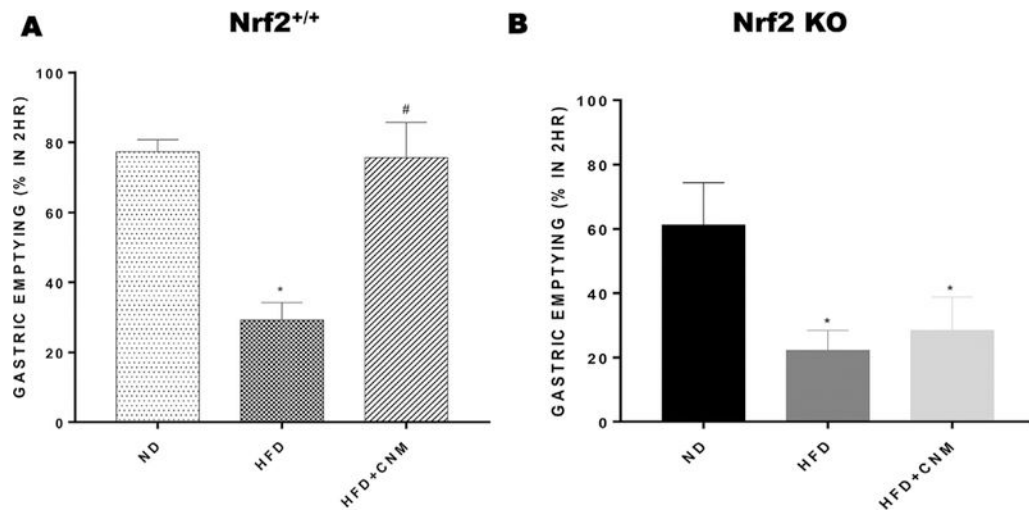 A
Nrf2+/+
GASTRIC EMPTYING (% IN 2HR)
100
80
60
40
20
0
*
#
ND
HFD
HFD+CNM
B
Nrf2 KO
GASTRIC EMPTYING (% IN 2HR)
100
80
60
40
20
0
*
*
ND
HFD
HFD+CNM